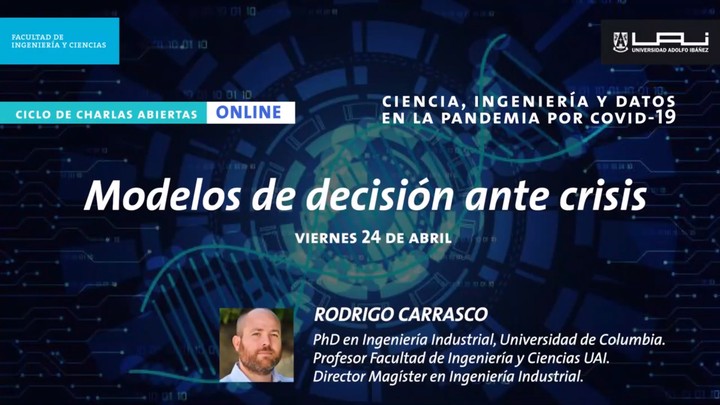 FACULTAD DE
INGENIERÍA Y CIENCIAS
UAI
UNIVERSIDAD ADOLFO IBÁÑEZ
CICLO DE CHARLAS ABIERTAS ONLINE
CIENCIA, INGENIERÍA Y DATOS
EN LA PANDEMIA POR COVID-19
Modelos de decisión ante crisis
VIERNES 24 DE ABRIL
RODRIGO CARRASCO
PhD en Ingeniería Industrial, Universidad de Columbia.
Profesor Facultad de Ingeniería y Ciencias UAI.
Director Magíster en Ingeniería Industrial.